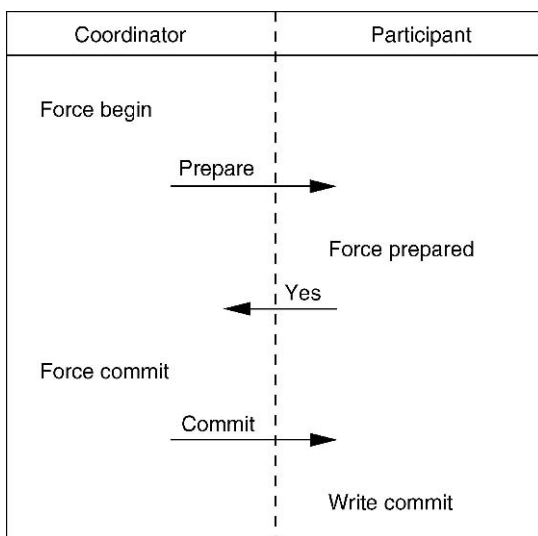 Coordinator Participant
Force begin
Prepare
Force prepared
Yes
Force commit
Commit
Write commit